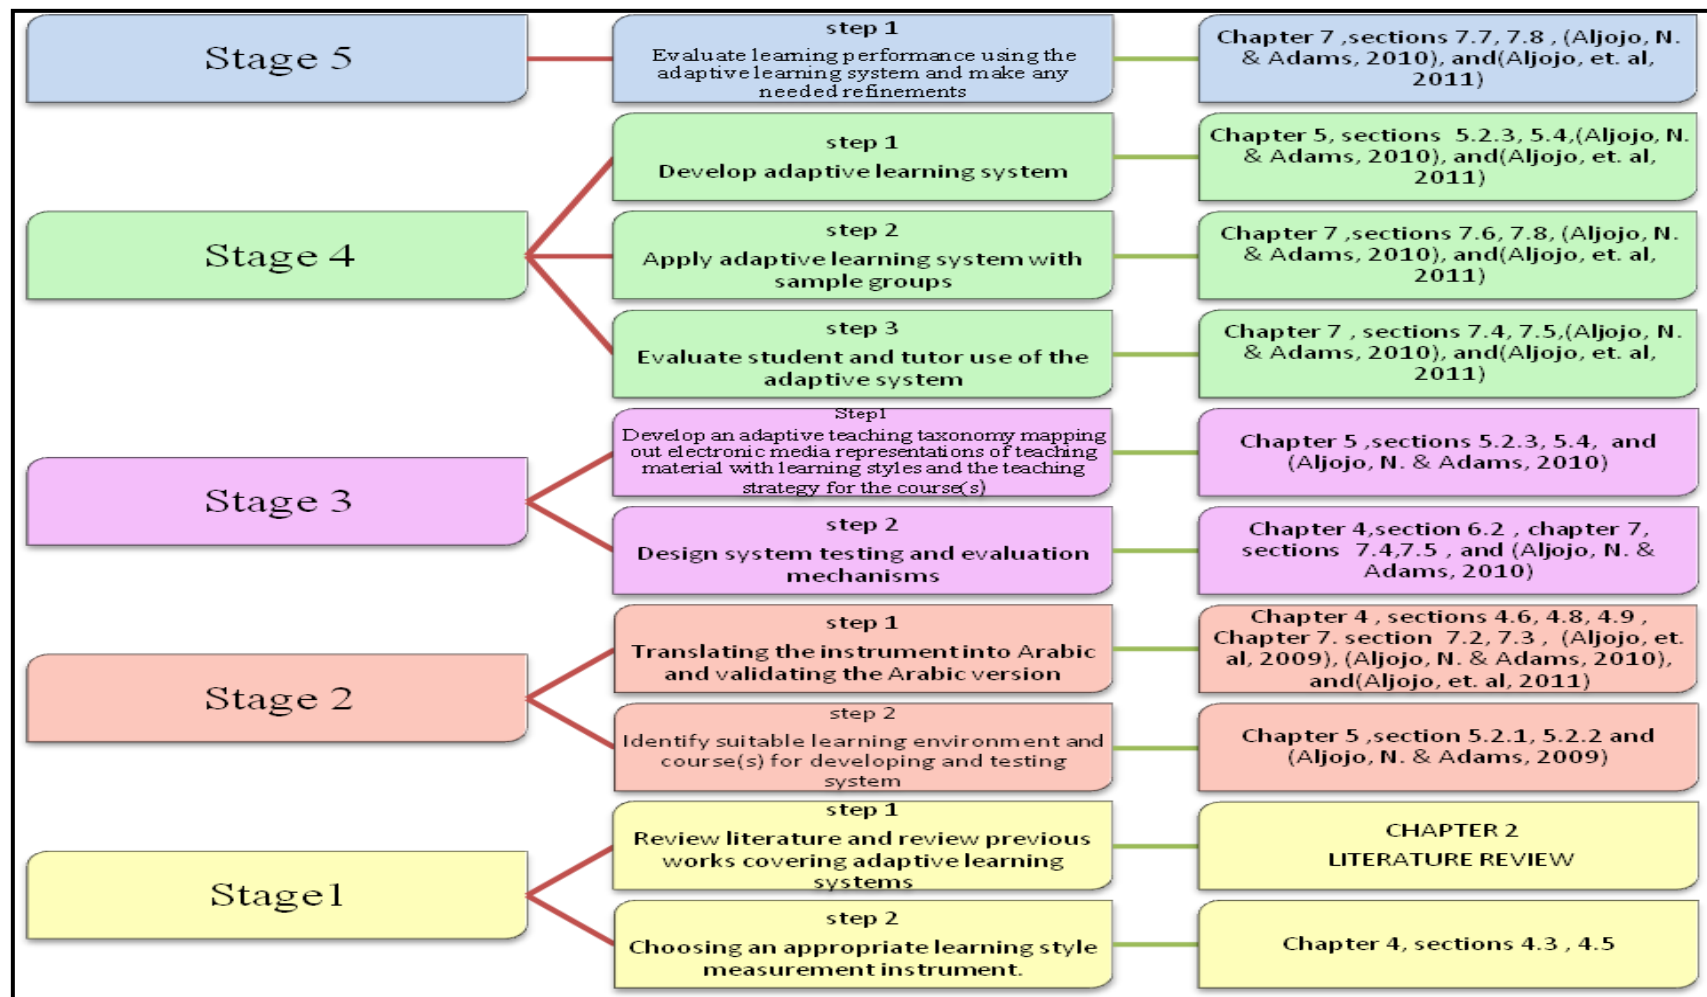 Stage 5
step 1
Evaluate learning performance using the
adaptive learning system and make any
needed refinements
Chapter 7 ,sections 7.7, 7.8 , (Aljojo, N.
& Adams, 2010), and(Aljojo, et. al,
2011)
Stage 4
step 1
Develop adaptive learning system
Chapter 5, sections 5.2.3, 5.4,(Aljojo, N.
& Adams, 2010), and(Aljojo, et. al,
2011)
step 2
Apply adaptive learning system with
sample groups
Chapter 7 ,sections 7.6, 7.8, (Aljojo, N.
& Adams, 2010), and(Aljojo, et. al,
2011)
step 3
Evaluate student and tutor use of the
adaptive system
Chapter 7 , sections 7.4, 7.5,(Aljojo, N.
& Adams, 2010), and(Aljojo, et. al,
2011)
Stage 3
Step1
Develop an adaptive teaching taxonomy mapping
out electronic media representations of teaching
material with learning styles and the teaching
strategy for the course(s)
Chapter 5 ,sections 5.2.3, 5.4, and
(Aljojo, N. & Adams, 2010)
step 2
Design system testing and evaluation
mechanisms
Chapter 4,section 6.2 , chapter 7,
sections 7.4,7.5 , and (Aljojo, N. &
Adams, 2010)
Stage 2
step 1
Translating the instrument into Arabic
and validating the Arabic version
Chapter 4 , sections 4.6, 4.8, 4.9 ,
Chapter 7. section 7.2, 7.3 , (Aljojo, et.
al, 2009), (Aljojo, N. & Adams, 2010),
and(Aljojo, et. al, 2011)
step 2
Identify suitable learning environment and
course(s) for developing and testing
system
Chapter 5 ,section 5.2.1, 5.2.2 and
(Aljojo, N. & Adams, 2009)
Stage1
step 1
Review literature and review previous
works covering adaptive learning
systems
CHAPTER 2
LITERATURE REVIEW
step 2
Choosing an appropriate learning style
measurement instrument.
Chapter 4, sections 4.3 , 4.5